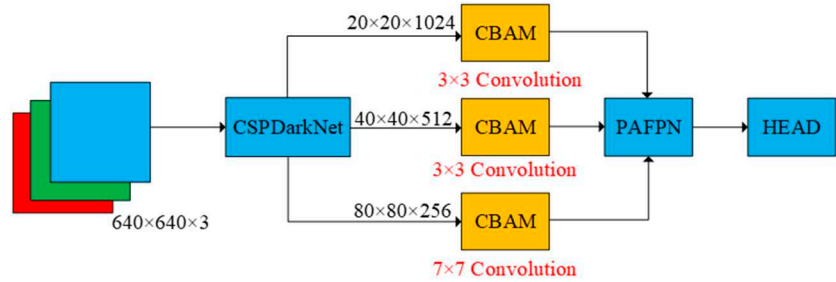 20×20×1024
CBAM
3×3 Convolution
640×640×3
CSPDarkNet
40×40×512
CBAM
3×3 Convolution
PAFPN
HEAD
80×80×256
CBAM
7×7 Convolution